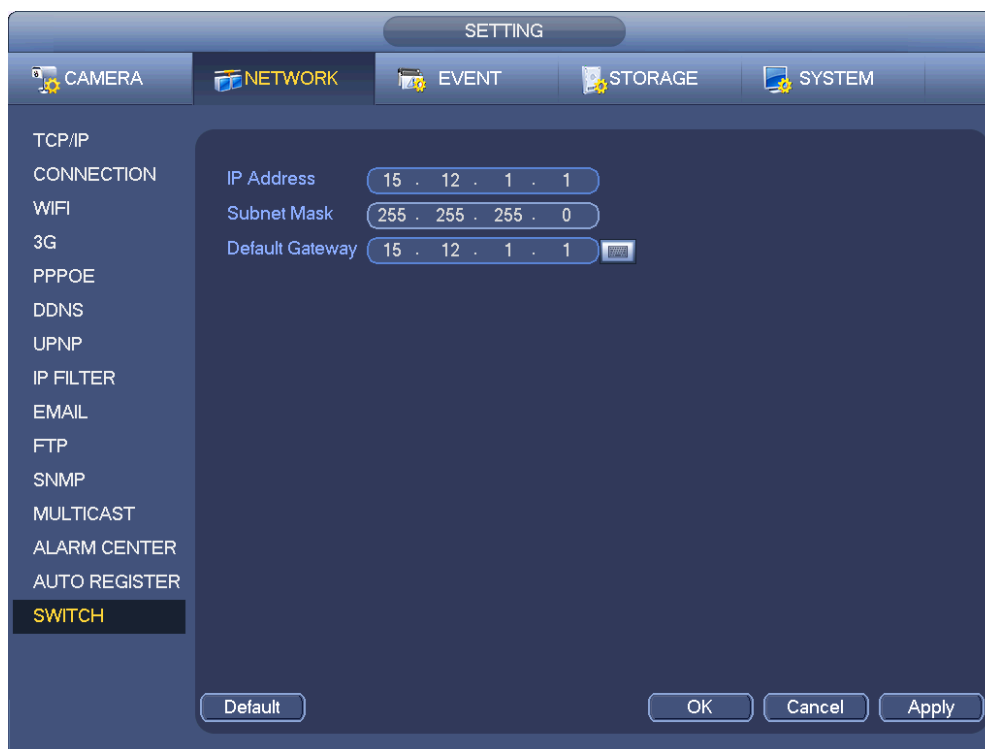 SETTING
CAMERA NETWORK EVENT STORAGE SYSTEM
TCP/IP
CONNECTION
WIFI
3G
PPPOE
DDNS
UPNP
IP FILTER
EMAIL
FTP
SNMP
MULTICAST
ALARM CENTER
AUTO REGISTER
SWITCH
IP Address 15 . 12 . 1 . 1
Subnet Mask 255 . 255 . 255 . 0
Default Gateway 15 . 12 . 1 . 1
Default OK Cancel Apply